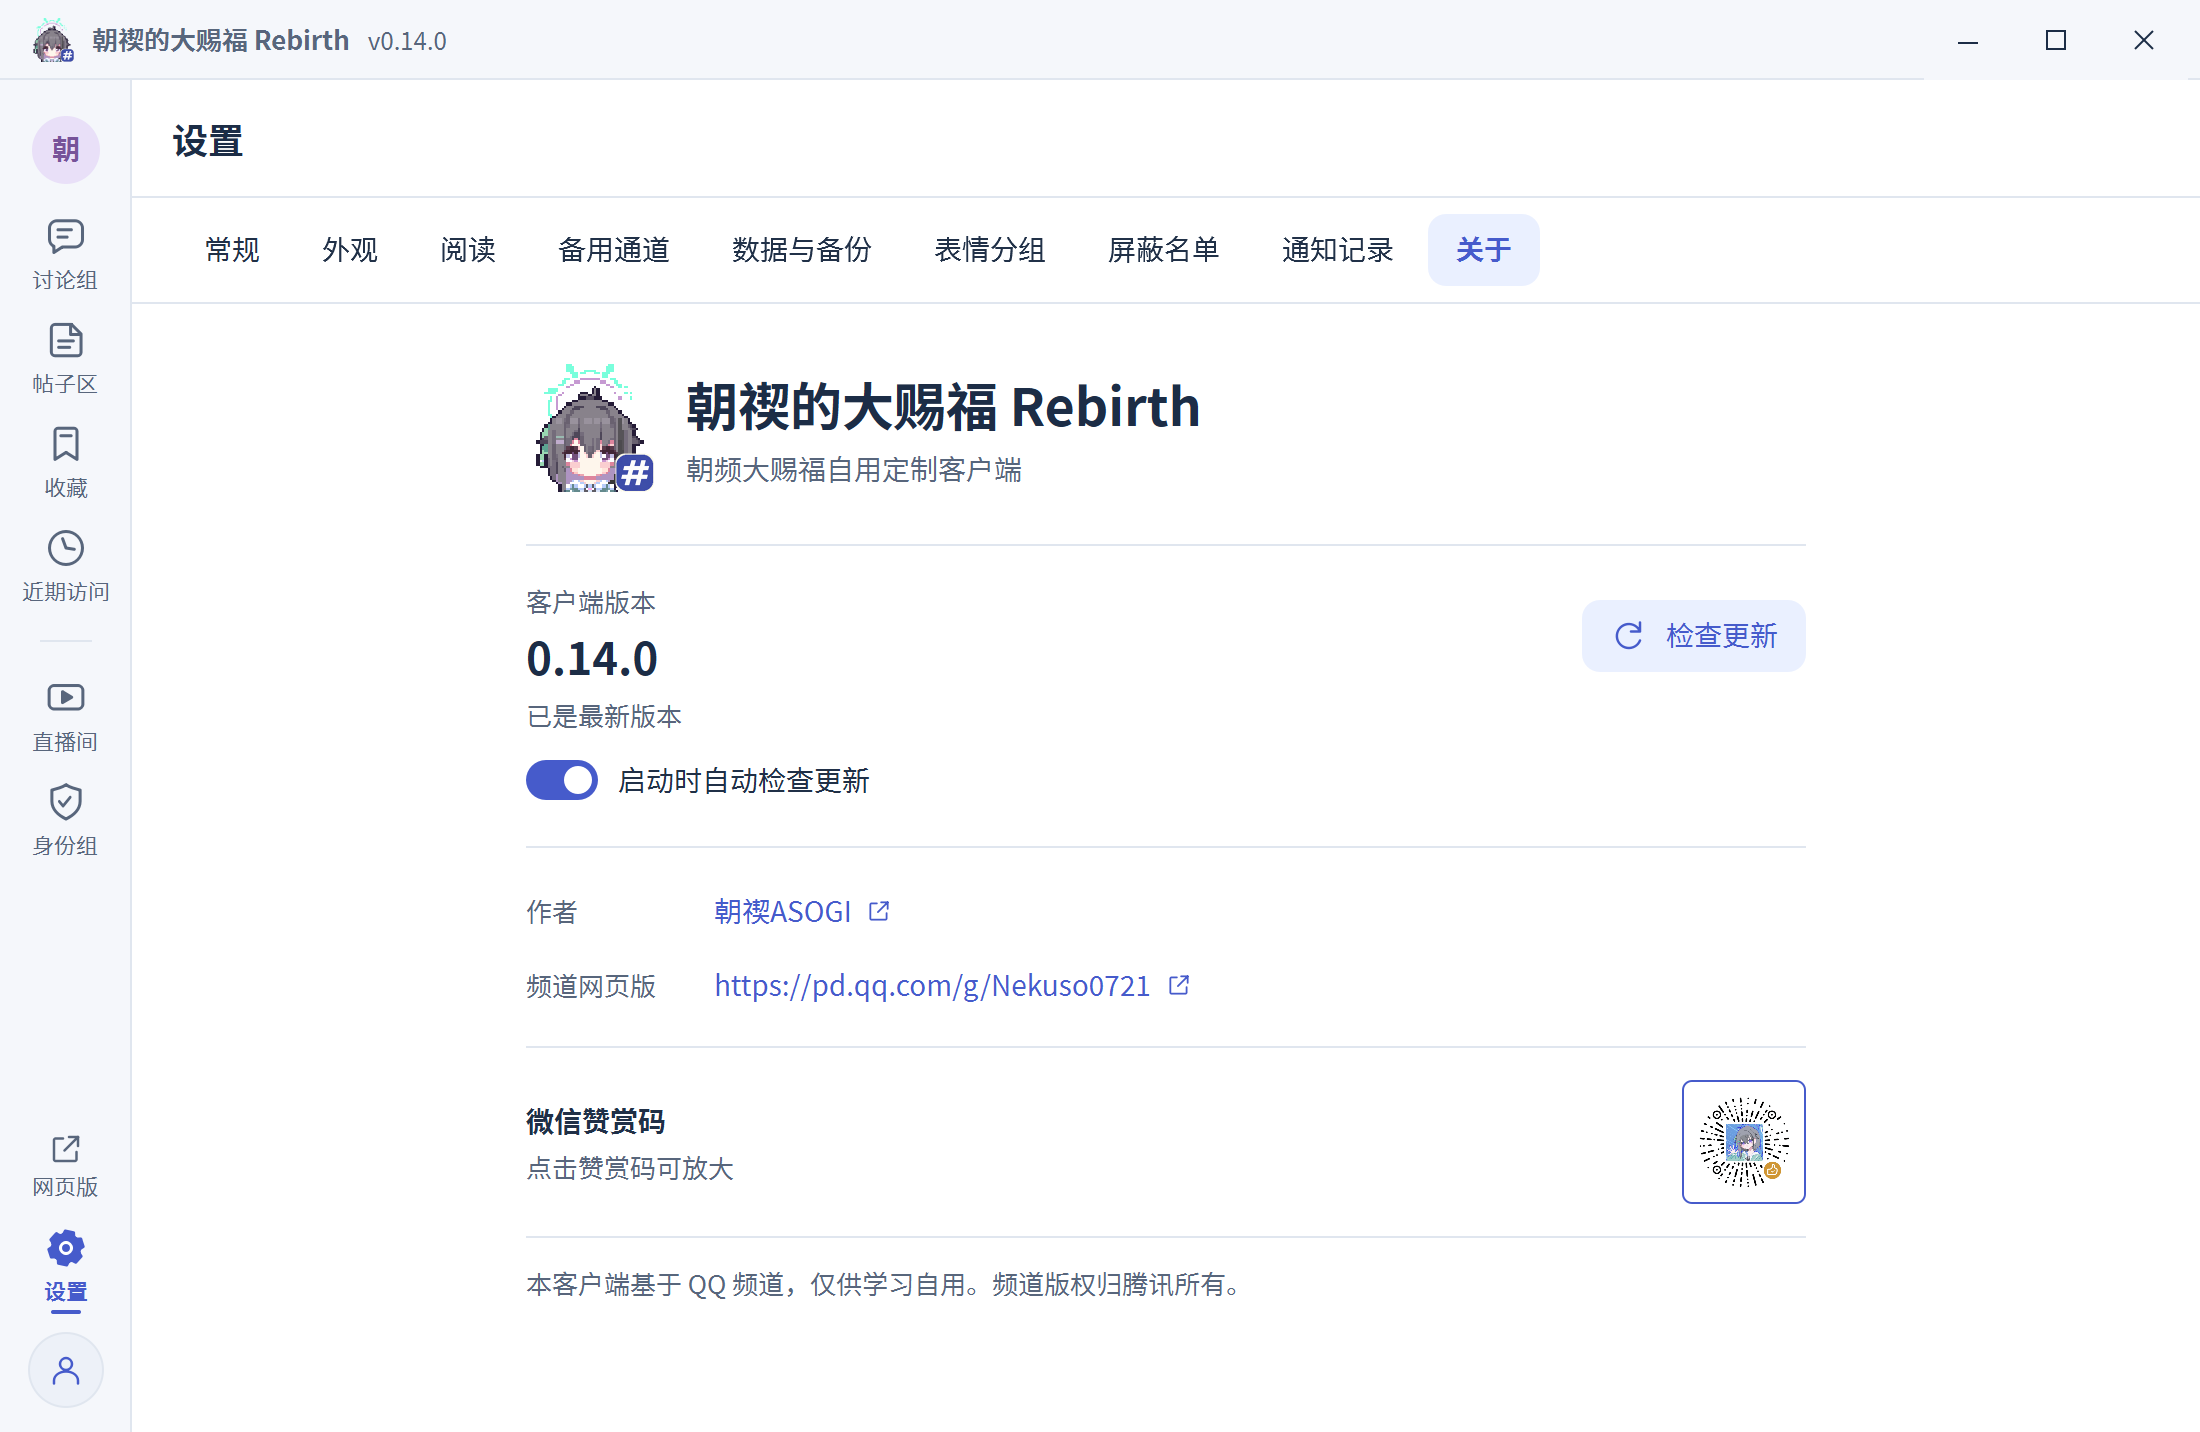 朝禊的大赐福 Rebirth v0.14.0
朝
讨论组
帖子区
收藏
近期访问
直播间
身份组
网页版
设置
设置
常规 外观 阅读 备用通道 数据与备份 表情分组 屏蔽名单 通知记录 关于
#
朝禊的大赐福 Rebirth
朝频大赐福自用定制客户端
客户端版本
0.14.0
已是最新版本
检查更新
启动时自动检查更新
作者 朝禊ASOGI
频道网页版 https://pd.qq.com/g/Nekuso0721
微信赞赏码
点击赞赏码可放大
本客户端基于 QQ 频道，仅供学习自用。频道版权归腾讯所有。